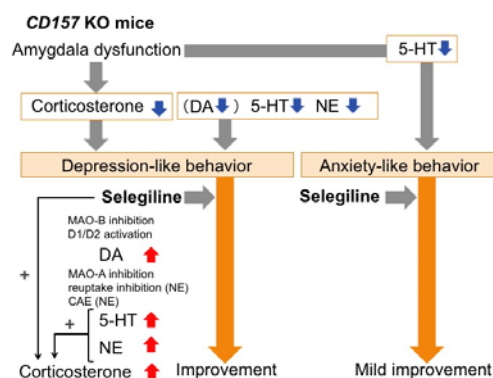 CD157 KO mice
Amygdala dysfunction
5-HT
Corticosterone
(DA ) 5-HT NE
Depression-like behavior
Anxiety-like behavior
Selegiline
Selegiline
MAO-B inhibition
D1/D2 activation
DA
+
MAO-A inhibition
reuptake inhibition (NE)
CAE (NE)
+
5-HT
NE
Corticosterone
Improvement
Mild improvement